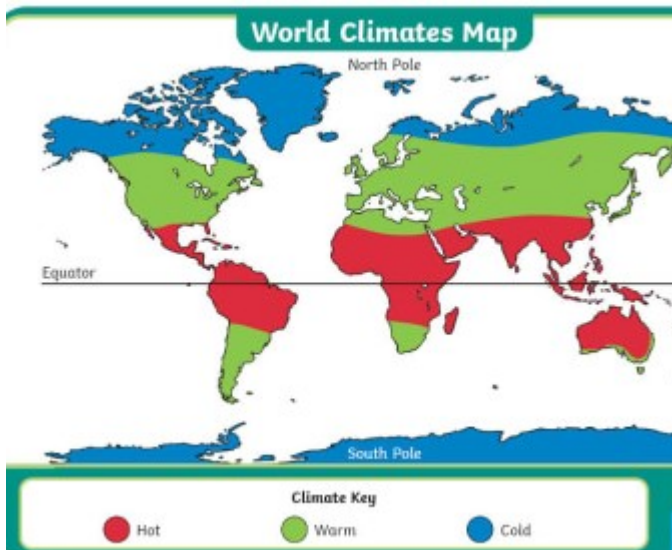 World Climates Map
North Pole
Equator
South Pole
Climate Key
Hot Warm Cold